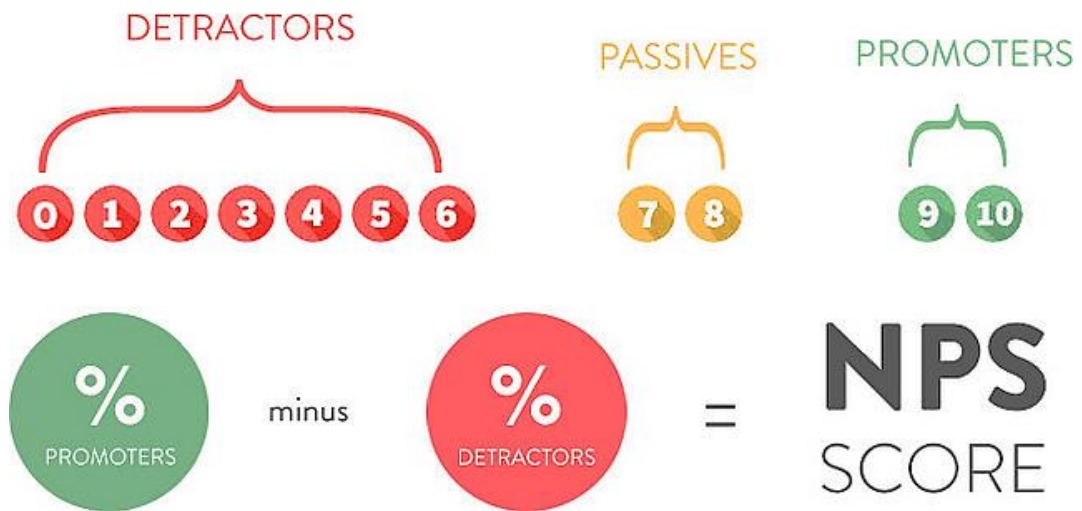 DETRACTORS
PASSIVES
PROMOTERS
0 1 2 3 4 5 6
7 8
9 10
% PROMOTERS
minus
% DETRACTORS
=
NPS
SCORE